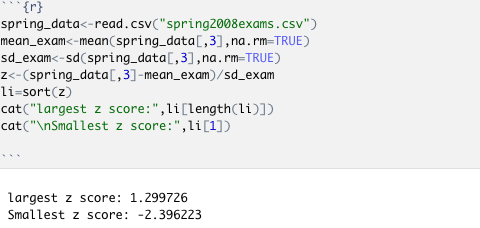 ```{r}
spring_data<-read.csv("spring2008exams.csv")
mean_exam<-mean(spring_data[,3],na.rm=TRUE)
sd_exam<-sd(spring_data[,3],na.rm=TRUE)
z<-(spring_data[,3]-mean_exam)/sd_exam
li=sort(z)
cat("largest z score:",li[length(li)])
cat("\nSmallest z score:",li[1])
```
largest z score: 1.299726
Smallest z score: -2.396223